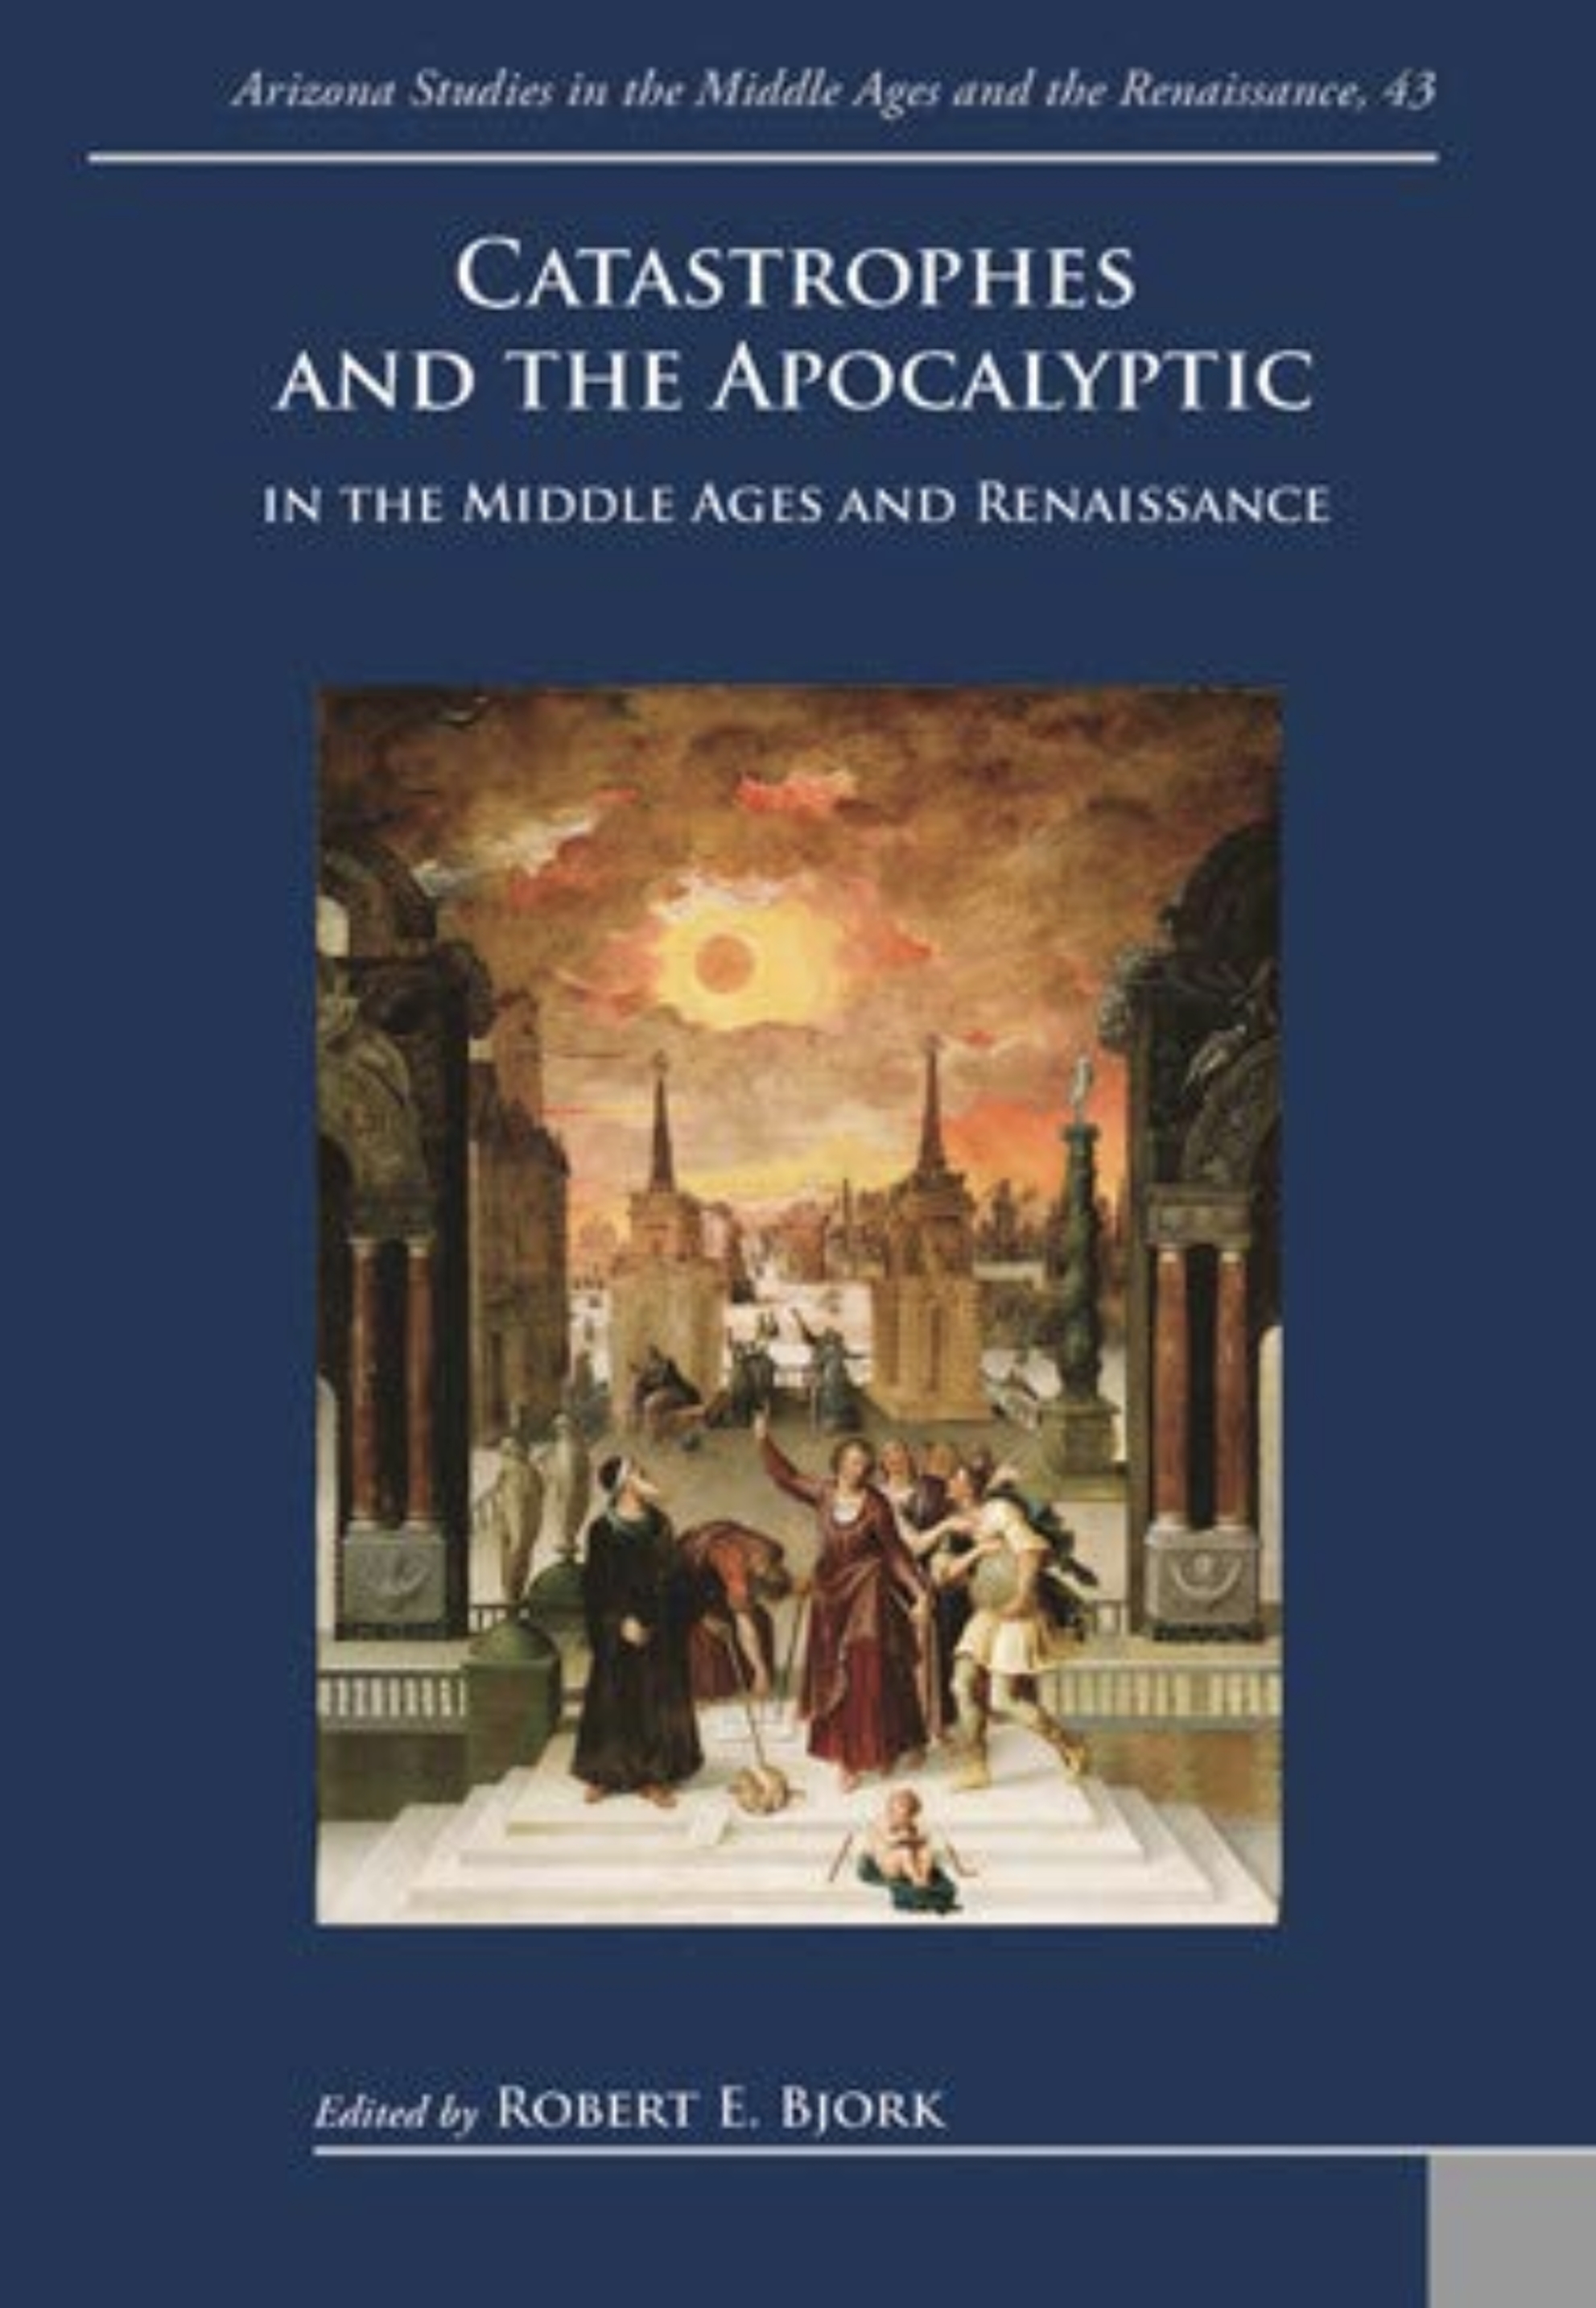 Arizona Studies in the Middle Ages and the Renaissance, 43
Catastrophes
and the Apocalyptic
in the Middle Ages and Renaissance
Edited by Robert E. Bjork